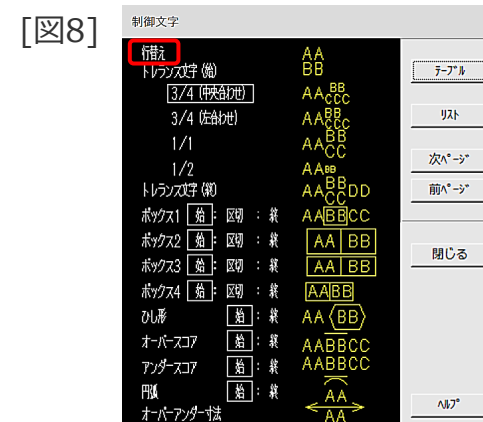 [図8]
制御文字
行替え AA
BB
トレランス文字 (始)
3/4 (中央合わせ) AABBCCC
3/4 (左合わせ) AABBCCC
1/1 AABBCC
1/2 AABB
トレランス文字 (終) AABBCCDD
ボックス1 始 : 区切 : 終 AABBCC
ボックス2 始 : 区切 : 終 AA BB
ボックス3 始 : 区切 : 終 AA BB
ボックス4 始 : 区切 : 終 AABB
ひし形 始 : 終 AA BB
オーバースコア 始 : 終 AABBCC
アンダースコア 始 : 終 AABBCC
円弧 始 : 終 AA
オーバーアンダー寸法 AA
テーブル
リスト
次ページ
前ページ
閉じる
ヘルプ